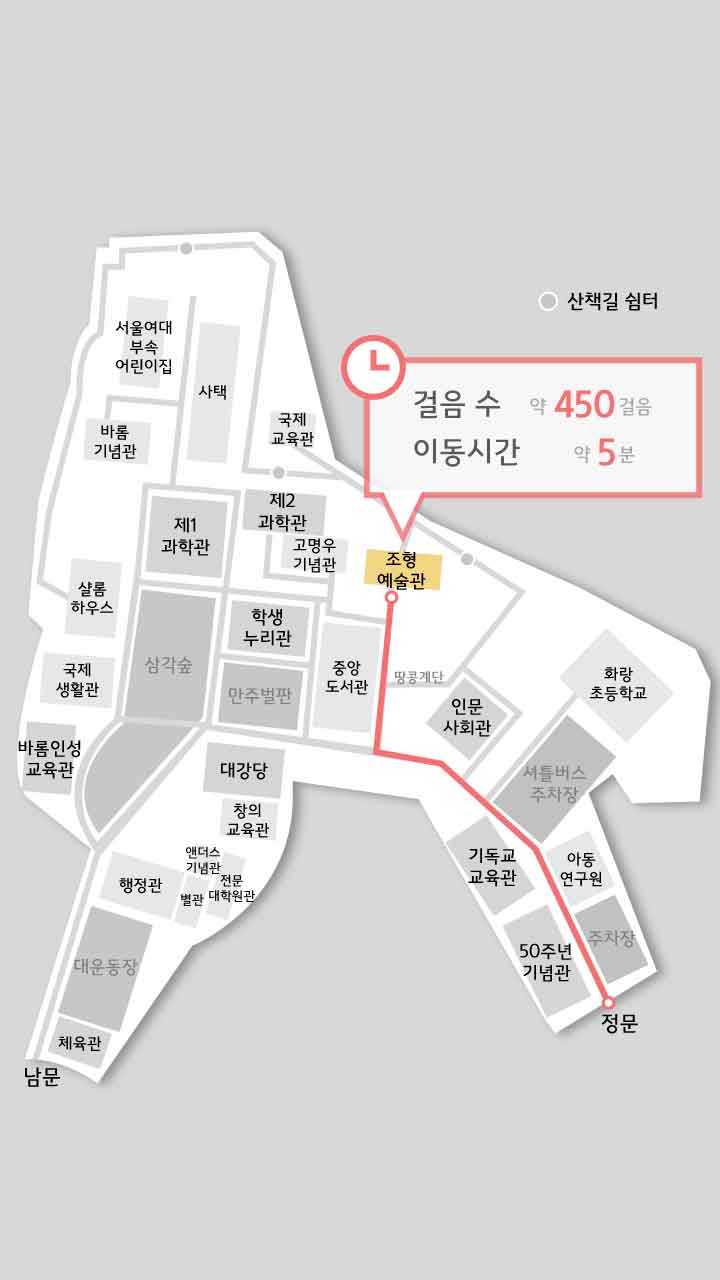 산책길 쉼터
걸음 수 약 450 걸음
이동시간 약 5 분
서울여대
부속
어린이집
사택
바롬
기념관
국제
교육관
제1
과학관
제2
과학관
고명우
기념관
조형
예술관
샬롬
하우스
학생
누리관
삼각숲
중앙
도서관
땅콩계단
국제
생활관
만주벌판
인문
사회관
화랑
초등학교
바롬인성
교육관
대강당
셔틀버스
주차장
창의
교육관
기독교
교육관
아동
연구원
앤더스
기념관
행정관
별관
전문
대학원관
50주년
기념관
주차장
대운동장
체육관
정문
남문